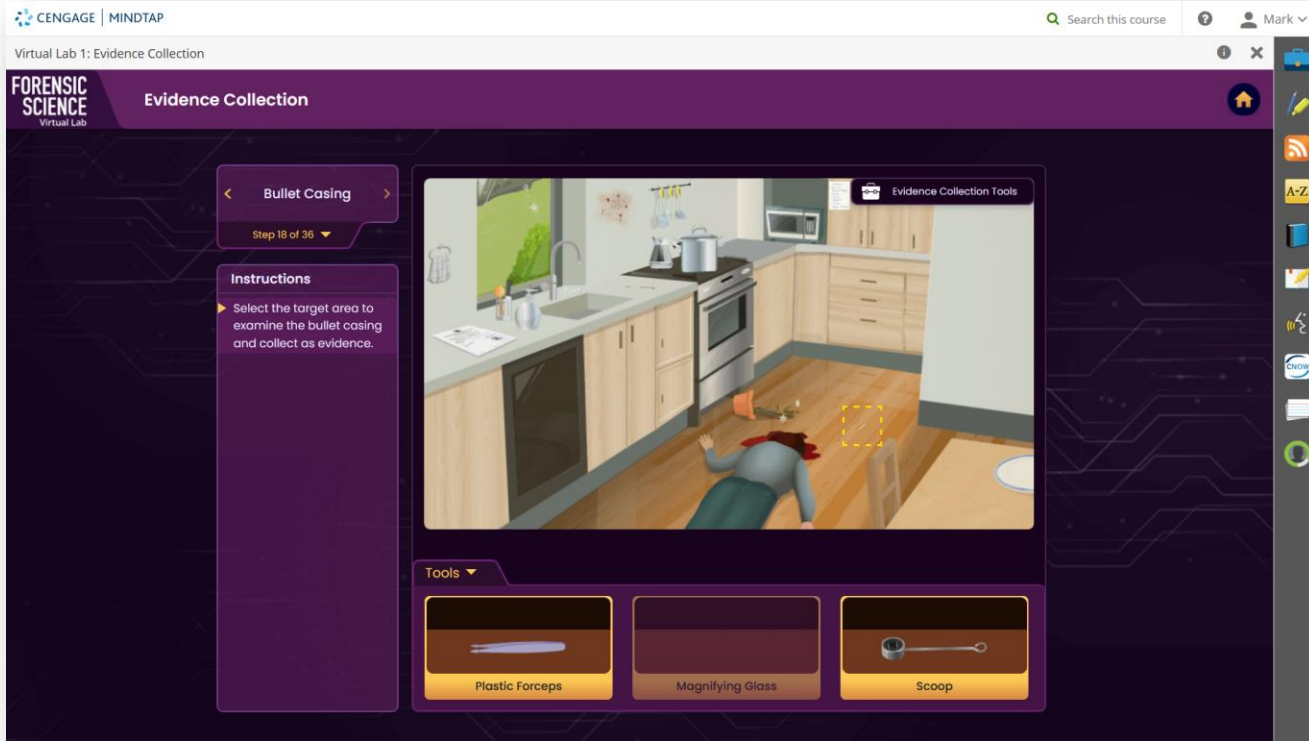 CENGAGE | MINDTAP
Search this course
Mark
Virtual Lab 1: Evidence Collection
FORENSIC
SCIENCE
Virtual Lab
Evidence Collection
Bullet Casing
Step 18 of 36
Instructions
Select the target area to
examine the bullet casing
and collect as evidence.
Evidence Collection Tools
Tools
Plastic Forceps
Magnifying Glass
Scoop
A-Z
CNOW